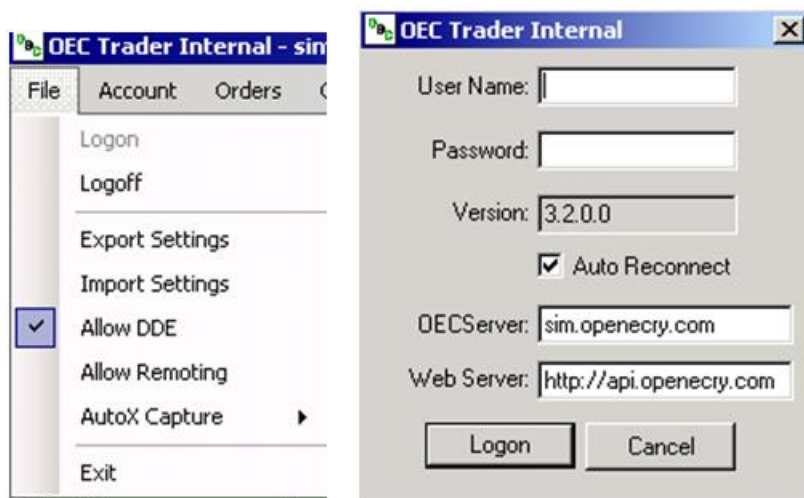 OEC Trader Internal - sim
File Account Orders
Logon
Logoff
Export Settings
Import Settings
Allow DDE
Allow Remoting
AutoX Capture
Exit
OEC Trader Internal
User Name:
Password:
Version: 3.2.0.0
Auto Reconnect
OECServer: sim.openecry.com
Web Server: http://api.openecry.com
Logon Cancel